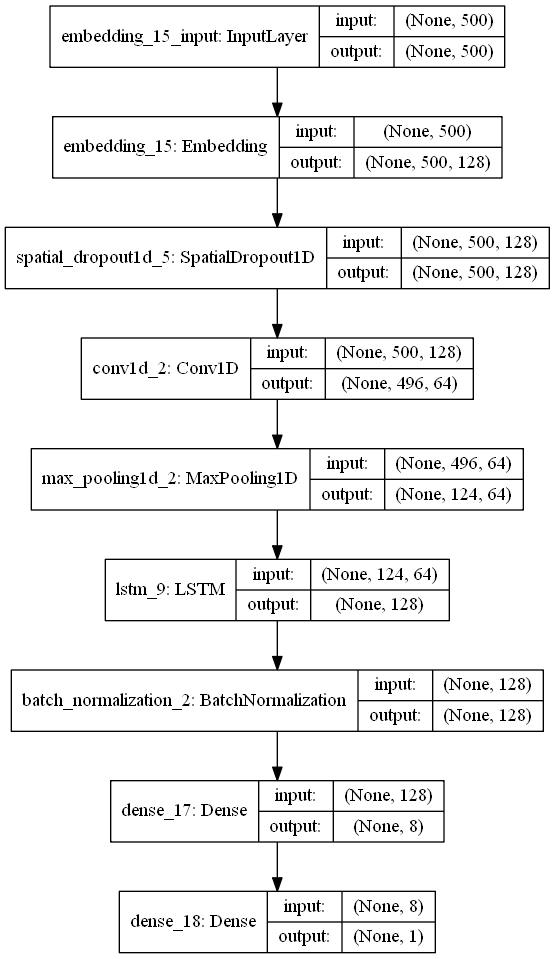 embedding_15_input: InputLayer
input: (None, 500)
output: (None, 500)
embedding_15: Embedding
input: (None, 500)
output: (None, 500, 128)
spatial_dropout1d_5: SpatialDropout1D
input: (None, 500, 128)
output: (None, 500, 128)
conv1d_2: Conv1D
input: (None, 500, 128)
output: (None, 496, 64)
max_pooling1d_2: MaxPooling1D
input: (None, 496, 64)
output: (None, 124, 64)
lstm_9: LSTM
input: (None, 124, 64)
output: (None, 128)
batch_normalization_2: BatchNormalization
input: (None, 128)
output: (None, 128)
dense_17: Dense
input: (None, 128)
output: (None, 8)
dense_18: Dense
input: (None, 8)
output: (None, 1)